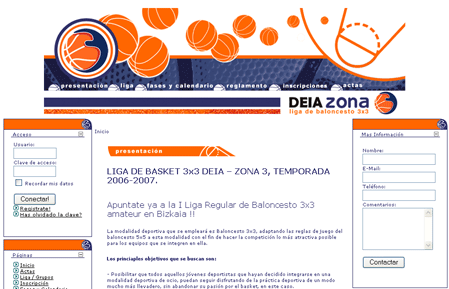 presentación liga fases y calendario reglamento inscripciones actas
DEIA zona 3
liga de baloncesto 3x3
Acceso
Usuario:
Clave de acceso:
Recordar mis datos
Conectar!
Registrate!
Has olvidado la clave?
Páginas
Inicio
Actas
Liga / Grupos
Inscripción
Inicio
presentación
LIGA DE BASKET 3x3 DEIA – ZONA 3, TEMPORADA
2006-2007.
Apuntate ya a la I Liga Regular de Baloncesto 3x3
amateur en Bizkaia !!
La modalidad deportiva que se empleará es Baloncesto 3x3, adaptando las reglas de juego del
baloncesto 5x5 a esta modalidad con el fin de hacer la competición lo más atractiva posible
para los equipos que se integren en ella.
Los principales objetivos que se buscan son:
- Posibilitar que todos aquellos jóvenes deportistas que hayan decidido integrarse en una
modalidad deportiva de ocio, puedan seguir disfrutando de la práctica deportiva de un modo
mucho más llevadero, sin abandonar su pasión por el basket, en este caso.
Mas Información
Nombre:
E-Mail:
Teléfono:
Comentarios:
Contactar